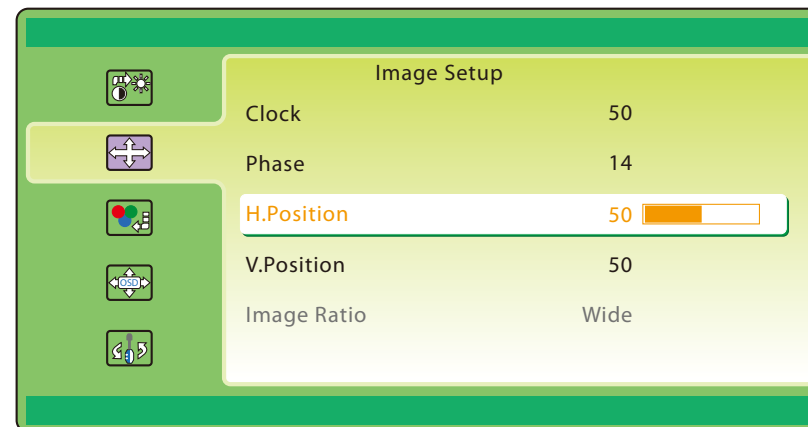 Image Setup
Clock 50
Phase 14
H.Position 50
V.Position 50
OSD
Image Ratio Wide